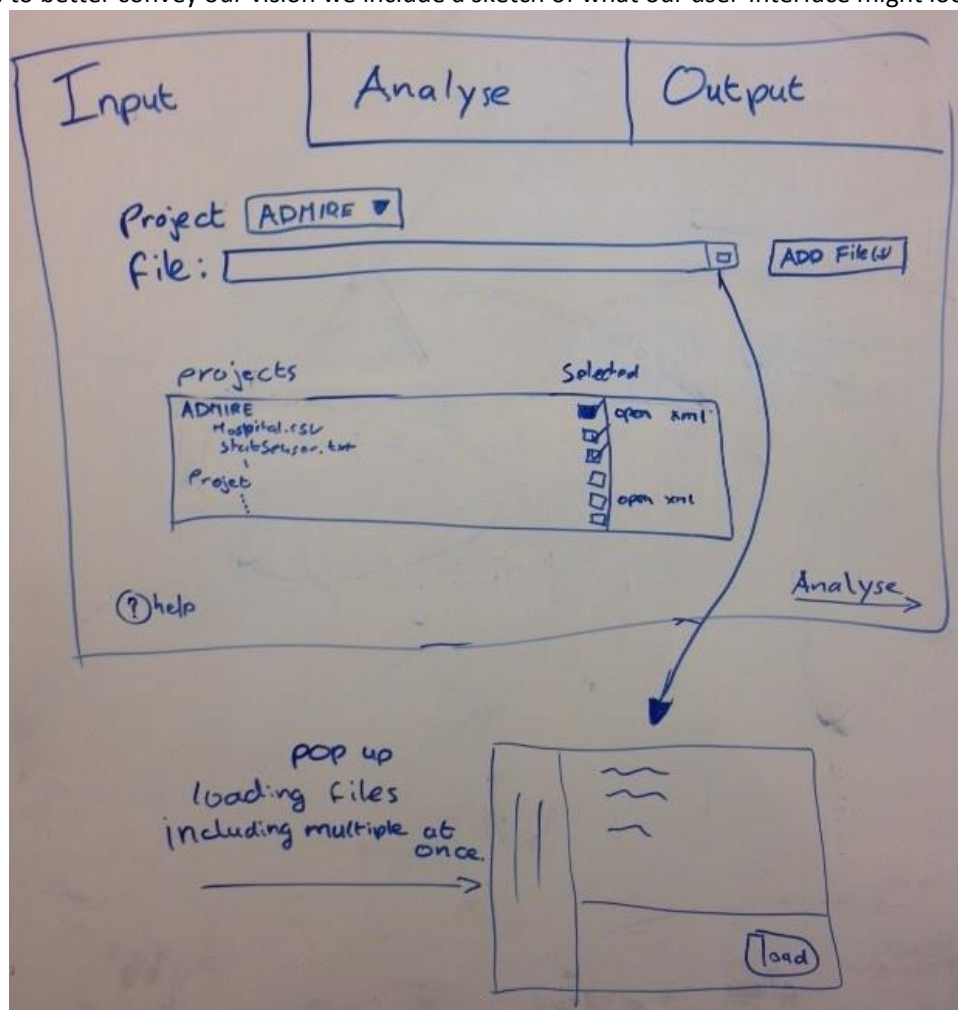 to better convey our vision we include a sketch of what our user interface might
Input Analyse Output
Project ADMIRE
File: ADD File(s)
projects Selected
ADMIRE open xml
Hospital.csv
.txt
Projet
open xml
? help
Analyse
pop up
loading files
including multiple at
once.
load